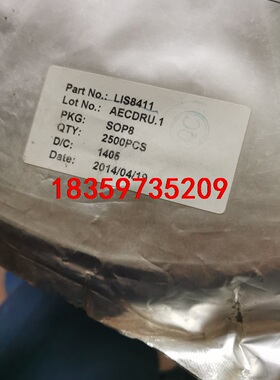 Part No.: LIS8411
Lot No.: AECDRU.1
PKG: SOP8
QTY: 2500PCS
D/C: 1405
Date: 2014/04/19
18359735209